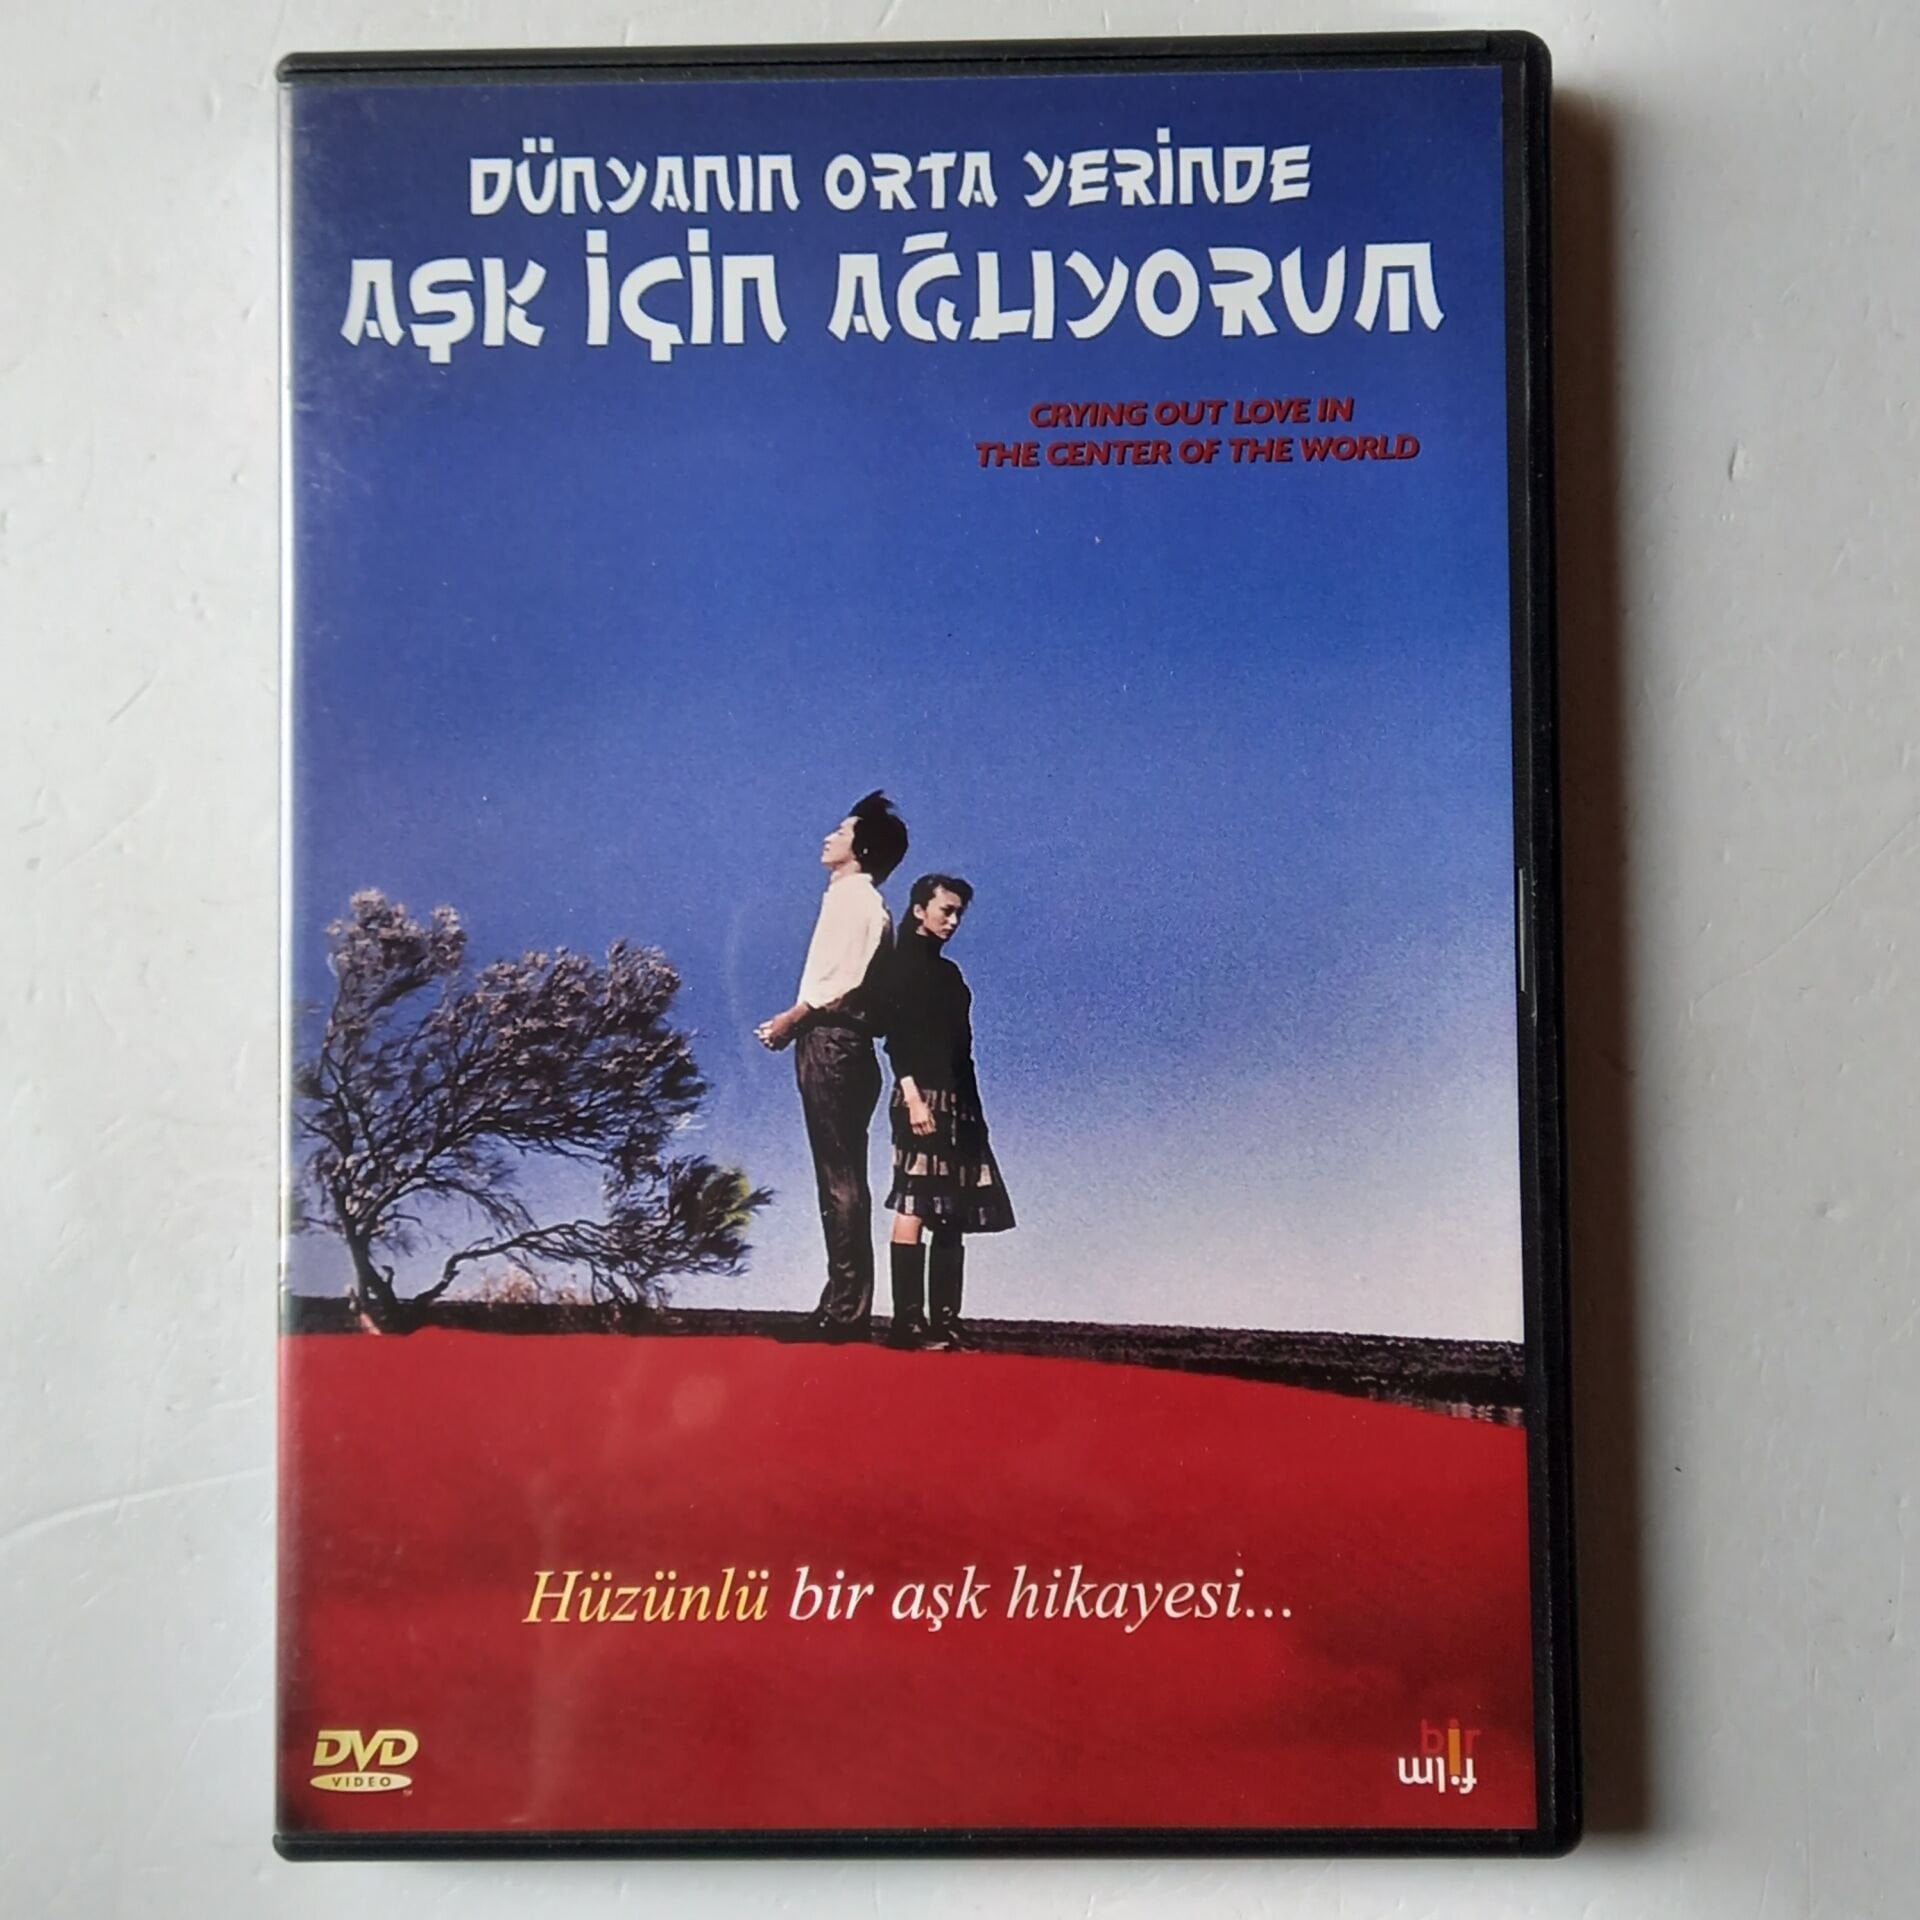 DÜNYANIN ORTA YERİNDE
AŞK İÇİN AĞLIYORUM
CRYING OUT LOVE IN
THE CENTER OF THE WORLD
Hüzünlü bir aşk hikayesi...
DVD
VIDEO
bir
film